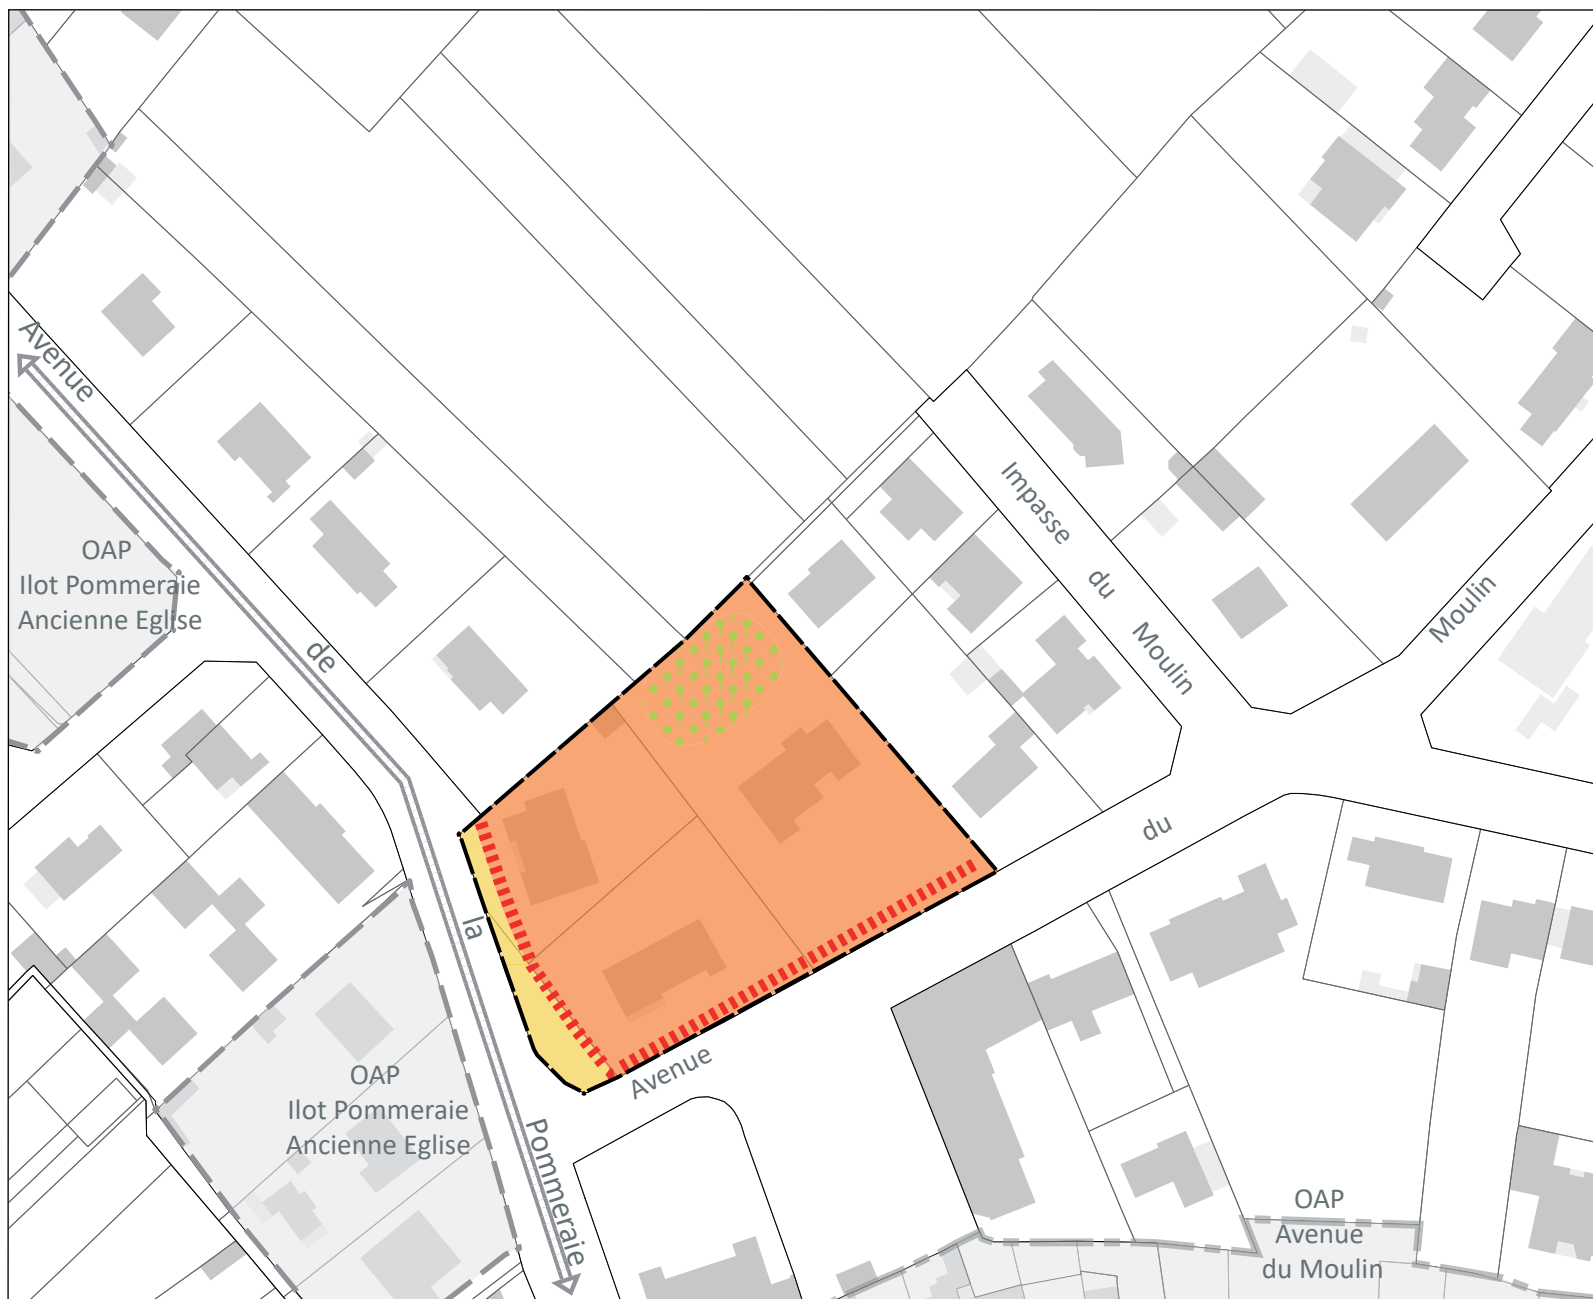 Avenue
de
la
Pommeraie
OAP
Ilot Pommeraie
Ancienne Eglise
Impasse
du
Moulin
Moulin
du
Avenue
OAP
Ilot Pommeraie
Ancienne Eglise
OAP
Avenue
du Moulin